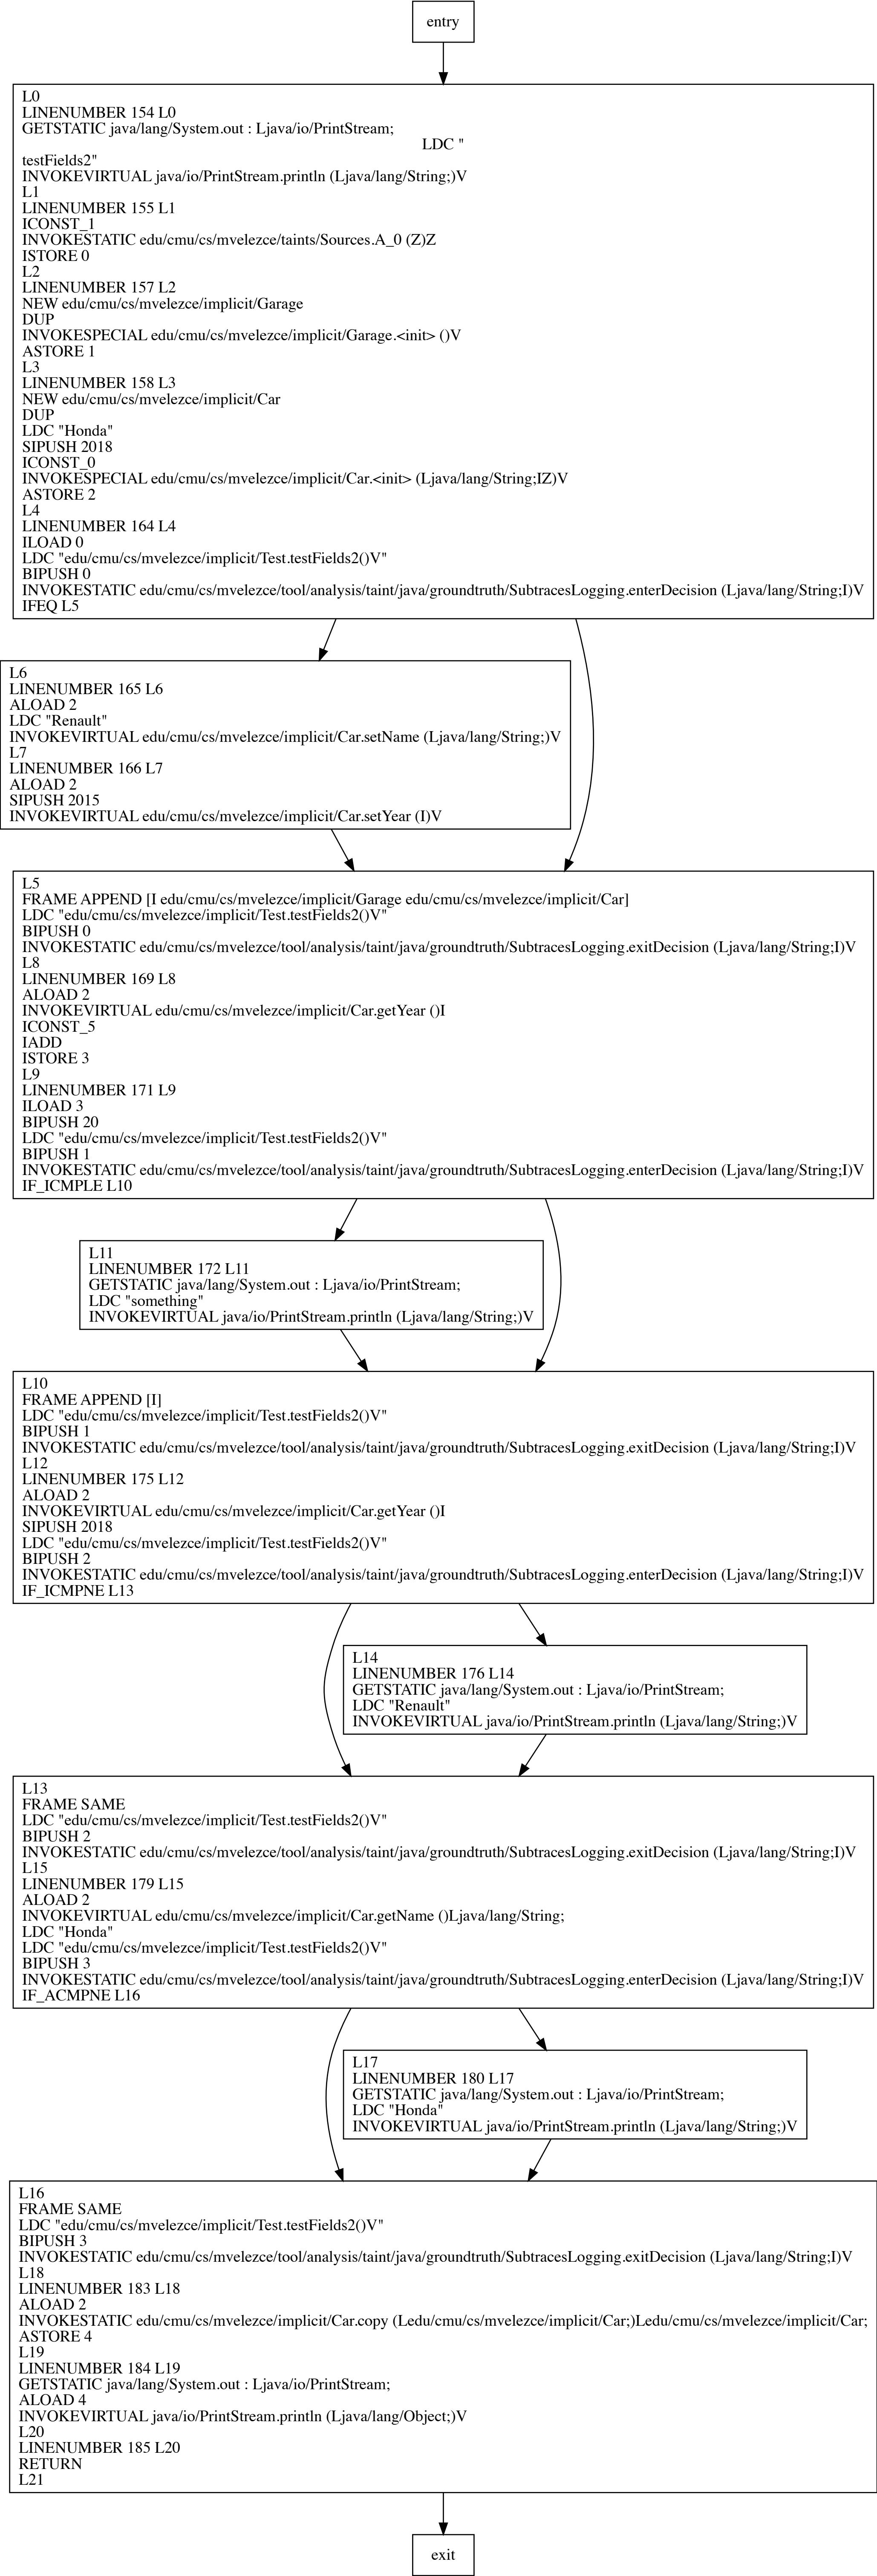 entry
L0
LINENUMBER 154 L0
GETSTATIC java/lang/System.out : Ljava/io/PrintStream;
LDC "
testFields2"
INVOKEVIRTUAL java/io/PrintStream.println (Ljava/lang/String;)V
L1
LINENUMBER 155 L1
ICONST_1
INVOKESTATIC edu/cmu/cs/mvelezce/taints/Sources.A_0 (Z)Z
ISTORE 0
L2
LINENUMBER 157 L2
NEW edu/cmu/cs/mvelezce/implicit/Garage
DUP
INVOKESPECIAL edu/cmu/cs/mvelezce/implicit/Garage.<init> ()V
ASTORE 1
L3
LINENUMBER 158 L3
NEW edu/cmu/cs/mvelezce/implicit/Car
DUP
LDC "Honda"
SIPUSH 2018
ICONST_0
INVOKESPECIAL edu/cmu/cs/mvelezce/implicit/Car.<init> (Ljava/lang/String;IZ)V
ASTORE 2
L4
LINENUMBER 164 L4
ILOAD 0
LDC "edu/cmu/cs/mvelezce/implicit/Test.testFields2()V"
BIPUSH 0
INVOKESTATIC edu/cmu/cs/mvelezce/tool/analysis/taint/java/groundtruth/SubtracesLogging.enterDecision (Ljava/lang/String;I)V
IFEQ L5
L6
LINENUMBER 165 L6
ALOAD 2
LDC "Renault"
INVOKEVIRTUAL edu/cmu/cs/mvelezce/implicit/Car.setName (Ljava/lang/String;)V
L7
LINENUMBER 166 L7
ALOAD 2
SIPUSH 2015
INVOKEVIRTUAL edu/cmu/cs/mvelezce/implicit/Car.setYear (I)V
L5
FRAME APPEND [I edu/cmu/cs/mvelezce/implicit/Garage edu/cmu/cs/mvelezce/implicit/Car]
LDC "edu/cmu/cs/mvelezce/implicit/Test.testFields2()V"
BIPUSH 0
INVOKESTATIC edu/cmu/cs/mvelezce/tool/analysis/taint/java/groundtruth/SubtracesLogging.exitDecision (Ljava/lang/String;I)V
L8
LINENUMBER 169 L8
ALOAD 2
INVOKEVIRTUAL edu/cmu/cs/mvelezce/implicit/Car.getYear ()I
ICONST_5
IADD
ISTORE 3
L9
LINENUMBER 171 L9
ILOAD 3
BIPUSH 20
LDC "edu/cmu/cs/mvelezce/implicit/Test.testFields2()V"
BIPUSH 1
INVOKESTATIC edu/cmu/cs/mvelezce/tool/analysis/taint/java/groundtruth/SubtracesLogging.enterDecision (Ljava/lang/String;I)V
IF_ICMPLE L10
L11
LINENUMBER 172 L11
GETSTATIC java/lang/System.out : Ljava/io/PrintStream;
LDC "something"
INVOKEVIRTUAL java/io/PrintStream.println (Ljava/lang/String;)V
L10
FRAME APPEND [I]
LDC "edu/cmu/cs/mvelezce/implicit/Test.testFields2()V"
BIPUSH 1
INVOKESTATIC edu/cmu/cs/mvelezce/tool/analysis/taint/java/groundtruth/SubtracesLogging.exitDecision (Ljava/lang/String;I)V
L12
LINENUMBER 175 L12
ALOAD 2
INVOKEVIRTUAL edu/cmu/cs/mvelezce/implicit/Car.getYear ()I
SIPUSH 2018
LDC "edu/cmu/cs/mvelezce/implicit/Test.testFields2()V"
BIPUSH 2
INVOKESTATIC edu/cmu/cs/mvelezce/tool/analysis/taint/java/groundtruth/SubtracesLogging.enterDecision (Ljava/lang/String;I)V
IF_ICMPNE L13
L14
LINENUMBER 176 L14
GETSTATIC java/lang/System.out : Ljava/io/PrintStream;
LDC "Renault"
INVOKEVIRTUAL java/io/PrintStream.println (Ljava/lang/String;)V
L13
FRAME SAME
LDC "edu/cmu/cs/mvelezce/implicit/Test.testFields2()V"
BIPUSH 2
INVOKESTATIC edu/cmu/cs/mvelezce/tool/analysis/taint/java/groundtruth/SubtracesLogging.exitDecision (Ljava/lang/String;I)V
L15
LINENUMBER 179 L15
ALOAD 2
INVOKEVIRTUAL edu/cmu/cs/mvelezce/implicit/Car.getName ()Ljava/lang/String;
LDC "Honda"
LDC "edu/cmu/cs/mvelezce/implicit/Test.testFields2()V"
BIPUSH 3
INVOKESTATIC edu/cmu/cs/mvelezce/tool/analysis/taint/java/groundtruth/SubtracesLogging.enterDecision (Ljava/lang/String;I)V
IF_ACMPNE L16
L17
LINENUMBER 180 L17
GETSTATIC java/lang/System.out : Ljava/io/PrintStream;
LDC "Honda"
INVOKEVIRTUAL java/io/PrintStream.println (Ljava/lang/String;)V
L16
FRAME SAME
LDC "edu/cmu/cs/mvelezce/implicit/Test.testFields2()V"
BIPUSH 3
INVOKESTATIC edu/cmu/cs/mvelezce/tool/analysis/taint/java/groundtruth/SubtracesLogging.exitDecision (Ljava/lang/String;I)V
L18
LINENUMBER 183 L18
ALOAD 2
INVOKESTATIC edu/cmu/cs/mvelezce/implicit/Car.copy (Ledu/cmu/cs/mvelezce/implicit/Car;)Ledu/cmu/cs/mvelezce/implicit/Car;
ASTORE 4
L19
LINENUMBER 184 L19
GETSTATIC java/lang/System.out : Ljava/io/PrintStream;
ALOAD 4
INVOKEVIRTUAL java/io/PrintStream.println (Ljava/lang/Object;)V
L20
LINENUMBER 185 L20
RETURN
L21
exit